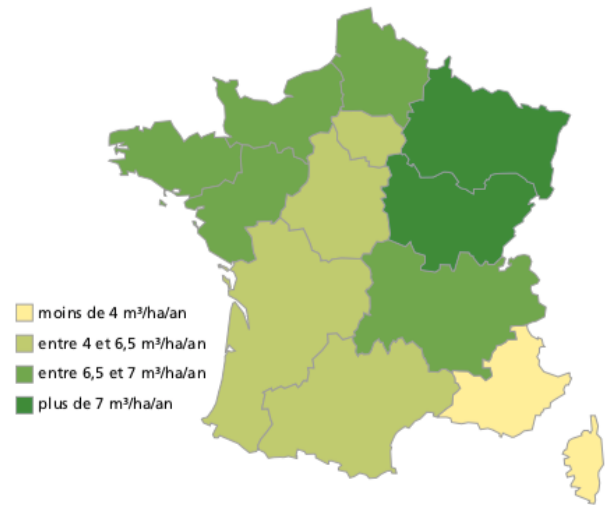 moins de 4 m³/ha/an
entre 4 et 6,5 m³/ha/an
entre 6,5 et 7 m³/ha/an
plus de 7 m³/ha/an